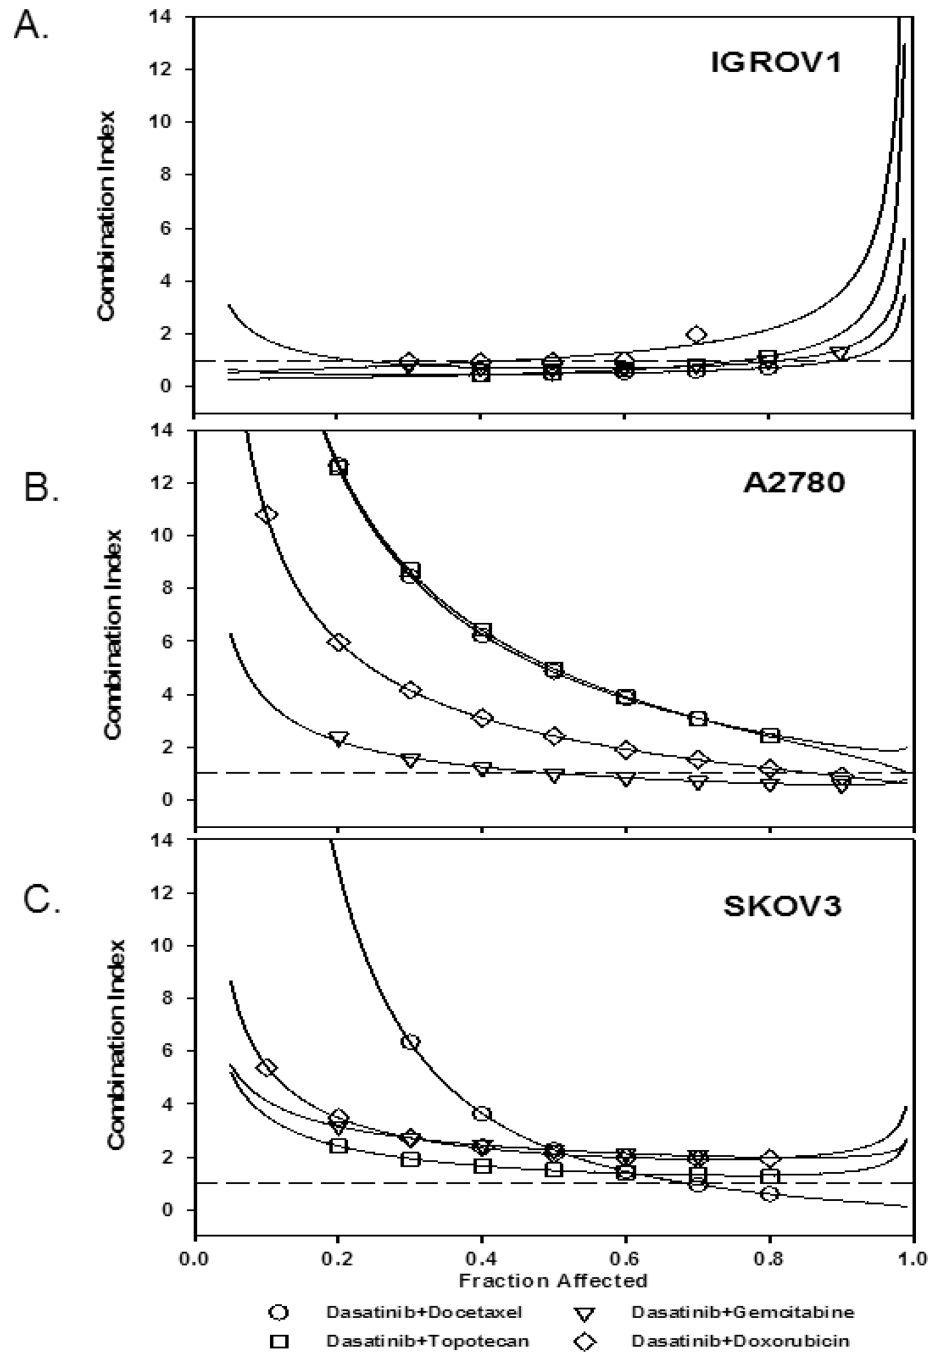 A.
IGROV1
Combination Index
14
12
10
8
6
4
2
0
B.
A2780
Combination Index
14
12
10
8
6
4
2
0
C.
SKOV3
Combination Index
14
12
10
8
6
4
2
0
0.0 0.2 0.4 0.6 0.8 1.0
Fraction Affected
Dasatinib+Docetaxel Dasatinib+Gemcitabine
Dasatinib+Topotecan Dasatinib+Doxorubicin